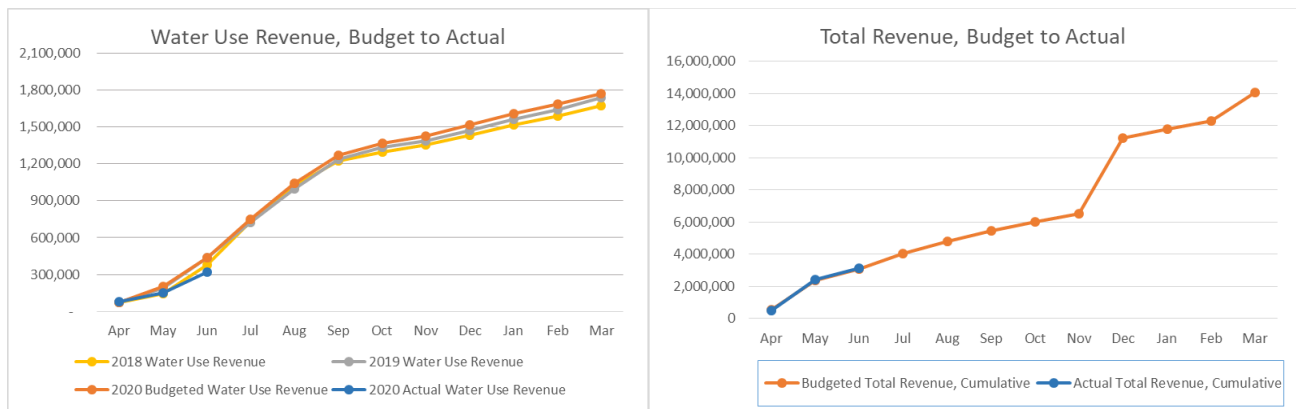 Water Use Revenue, Budget to Actual
2,100,000
1,800,000
1,500,000
1,200,000
900,000
600,000
300,000
-
Apr May Jun Jul Aug Sep Oct Nov Dec Jan Feb Mar
2018 Water Use Revenue 2019 Water Use Revenue
2020 Budgeted Water Use Revenue 2020 Actual Water Use Revenue
Total Revenue, Budget to Actual
16,000,000
14,000,000
12,000,000
10,000,000
8,000,000
6,000,000
4,000,000
2,000,000
0
Apr May Jun Jul Aug Sep Oct Nov Dec Jan Feb Mar
Budgeted Total Revenue, Cumulative Actual Total Revenue, Cumulative